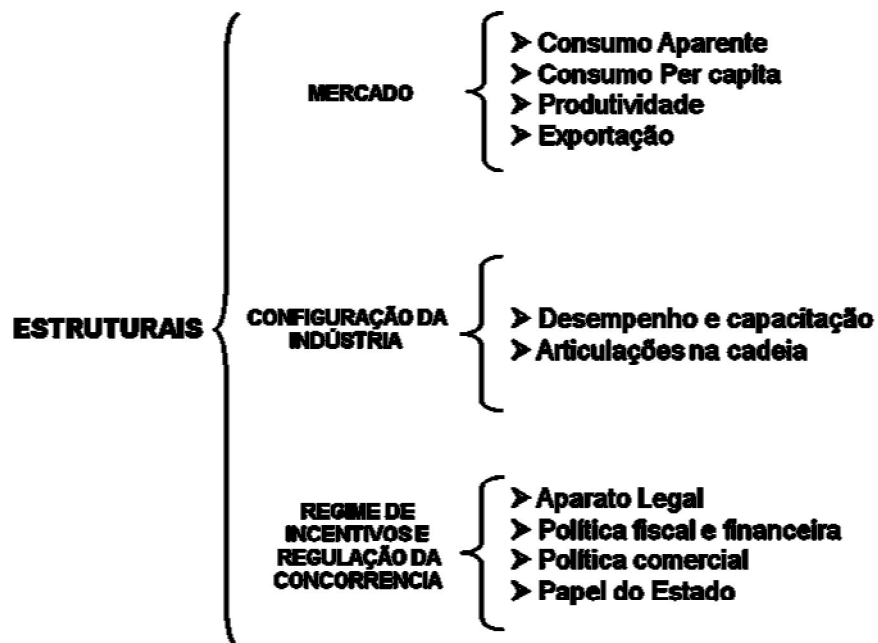 ESTRUTURAIS
MERCADO
➤ Consumo Aparente
➤ Consumo Per capita
➤ Produtividade
➤ Exportação
CONFIGURAÇÃO DA
INDÚSTRIA
➤ Desempenho e capacitação
➤ Articulações na cadeia
REGIME DE
INCENTIVOS E
REGULAÇÃO DA
CONCORRENCIA
➤ Aparato Legal
➤ Política fiscal e financeira
➤ Política comercial
➤ Papel do Estado